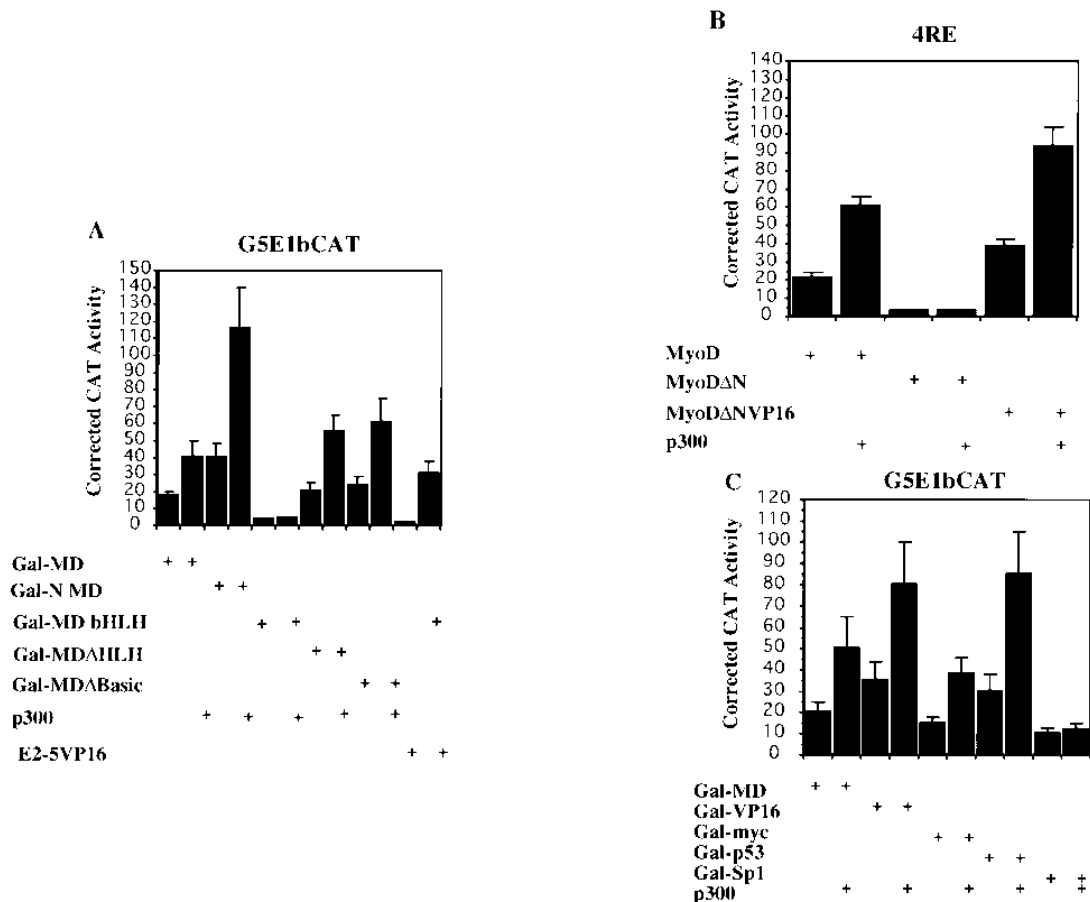 A
G5E1bCAT
Corrected CAT Activity
150
140
130
120
110
100
90
80
70
60
50
40
30
20
10
0
Gal-MD + +
Gal-N MD + +
Gal-MD bHLH + + +
Gal-MDΔHLH + +
Gal-MDΔBasic + +
p300 + + + + +
E2-5VP16 + +
B
4RE
Corrected CAT Activity
140
130
120
110
100
90
80
70
60
50
40
30
20
10
0
MyoD + +
MyoDΔN + +
MyoDΔNVP16 + +
p300 + + +
C
G5E1bCAT
Corrected CAT Activity
120
110
100
90
80
70
60
50
40
30
20
10
0
Gal-MD + +
Gal-VP16 + +
Gal-myc + +
Gal-p53 + +
Gal-Sp1 + +
p300 + + + + +